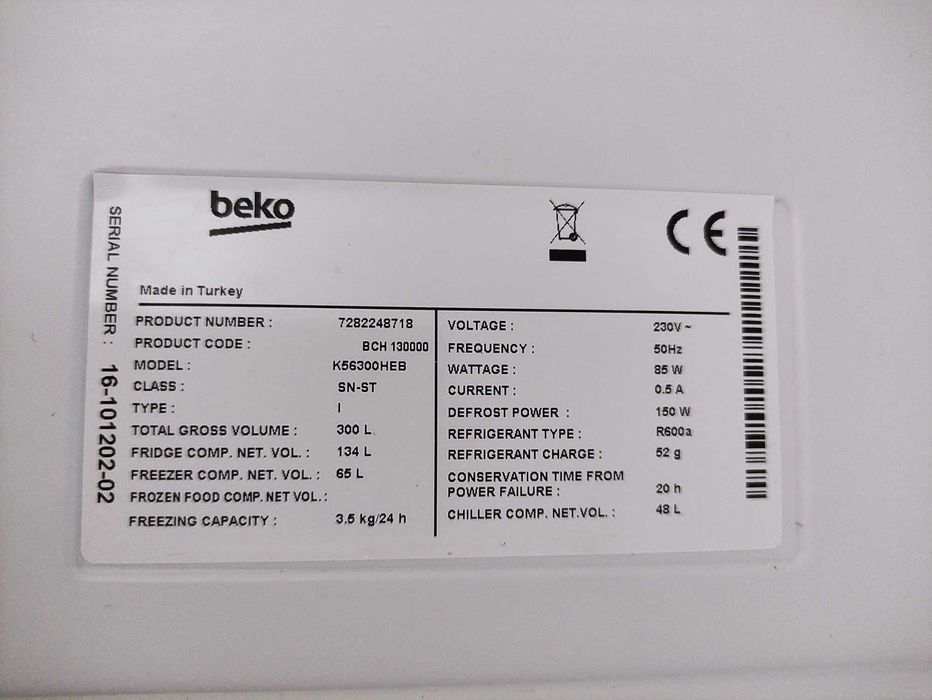 beko
CE
Made in Turkey
SERIAL NUMBER : 16-101202-02
PRODUCT NUMBER : 7282248718
PRODUCT CODE : BCH 130000
MODEL : K56300HEB
CLASS : SN-ST
TYPE : I
TOTAL GROSS VOLUME : 300 L
FRIDGE COMP. NET. VOL. : 134 L
FREEZER COMP. NET. VOL. : 65 L
FROZEN FOOD COMP. NET VOL. :
FREEZING CAPACITY : 3.5 kg/24 h
VOLTAGE : 230V ~
FREQUENCY : 50Hz
WATTAGE : 85 W
CURRENT : 0.5 A
DEFROST POWER : 150 W
REFRIGERANT TYPE : R600a
REFRIGERANT CHARGE : 52 g
CONSERVATION TIME FROM
POWER FAILURE : 20 h
CHILLER COMP. NET.VOL. : 48 L